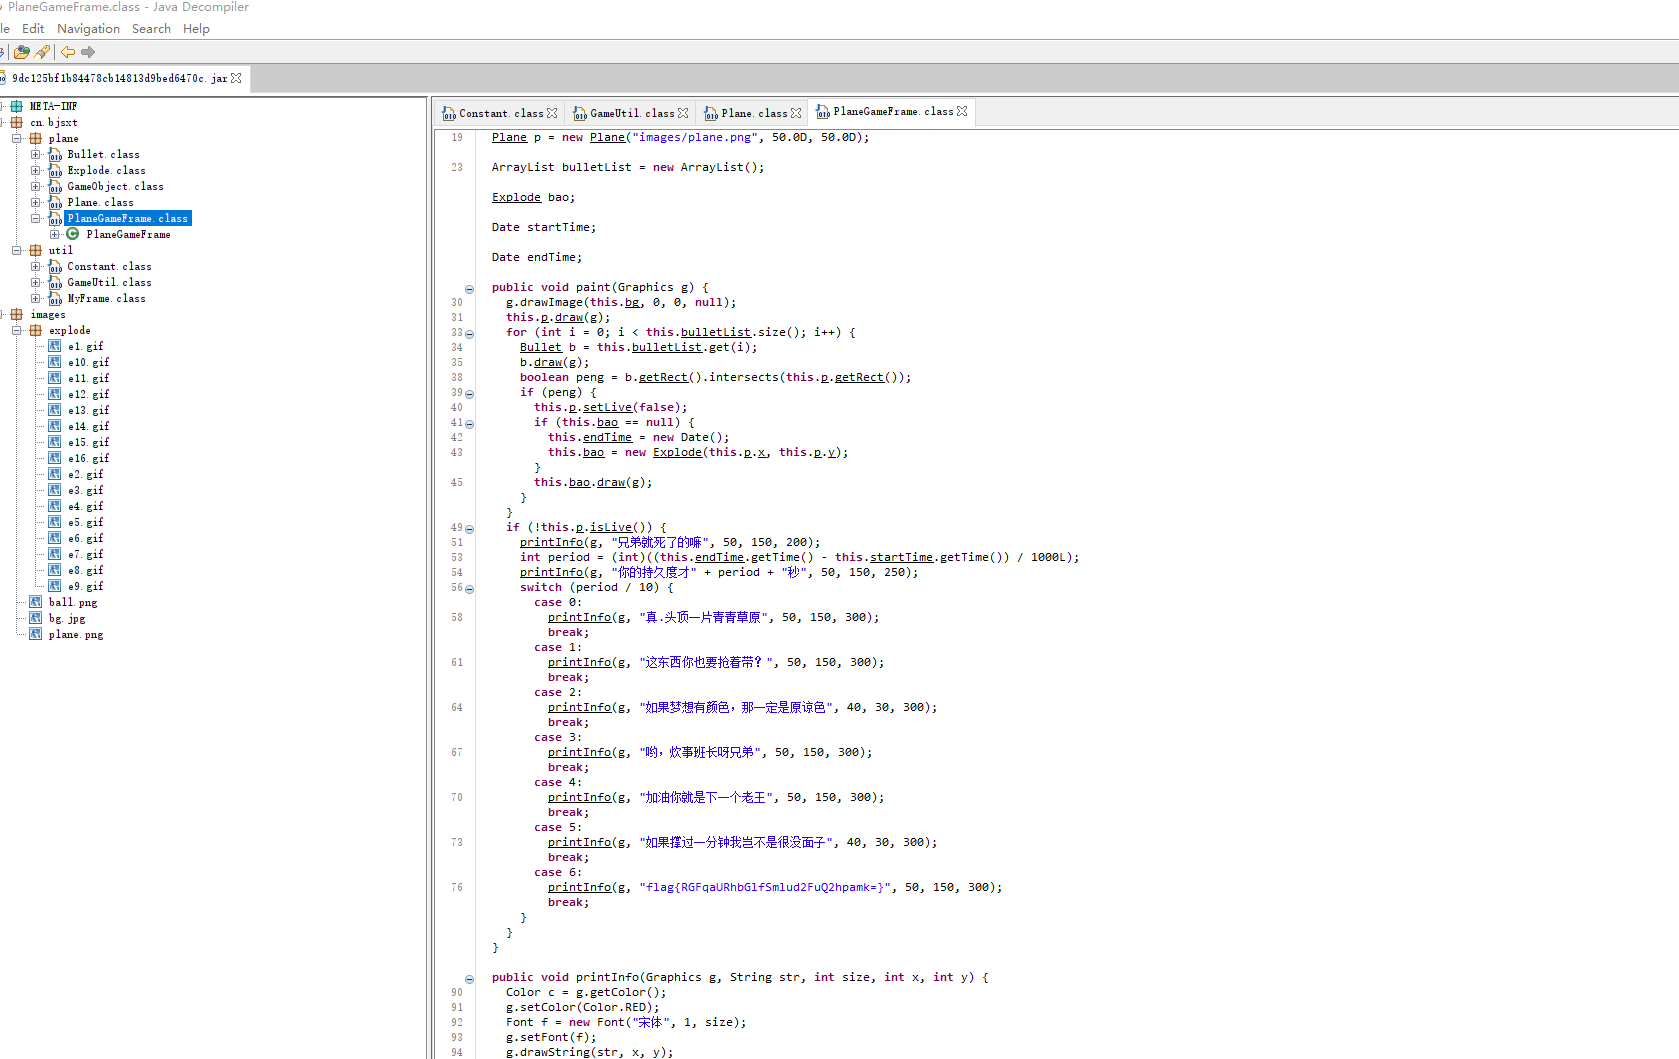 PlaneGameFrame.class - Java Decompiler
le Edit Navigation Search Help
9dc125bf1b84478cb14813d9bed6470c.jar
META-INF
cn.bjsxt
plane
Bullet.class
Explode.class
GameObject.class
Plane.class
PlaneGameFrame.class
PlaneGameFrame
util
Constant.class
GameUtil.class
MyFrame.class
images
explode
e1.gif
e10.gif
e11.gif
e12.gif
e13.gif
e14.gif
e15.gif
e16.gif
e2.gif
e3.gif
e4.gif
e5.gif
e6.gif
e7.gif
e8.gif
e9.gif
ball.png
bg.jpg
plane.png
Constant.class GameUtil.class Plane.class PlaneGameFrame.class
19 Plane p = new Plane("images/plane.png", 50.0D, 50.0D);
23 ArrayList bulletList = new ArrayList();
Explode bao;
Date startTime;
Date endTime;
public void paint(Graphics g) {
30 g.drawImage(this.bg, 0, 0, null);
31 this.p.draw(g);
33 for (int i = 0; i < this.bulletList.size(); i++) {
34 Bullet b = this.bulletList.get(i);
35 b.draw(g);
38 boolean peng = b.getRect().intersects(this.p.getRect());
39 if (peng) {
40 this.p.setLive(false);
41 if (this.bao == null) {
42 this.endTime = new Date();
43 this.bao = new Explode(this.p.x, this.p.y);
}
45 this.bao.draw(g);
}
}
49 if (!this.p.isLive()) {
51 printInfo(g, "兄弟就死了的嘛", 50, 150, 200);
53 int period = (int)((this.endTime.getTime() - this.startTime.getTime()) / 1000L);
54 printInfo(g, "你的持久度才" + period + "秒", 50, 150, 250);
56 switch (period / 10) {
case 0:
58 printInfo(g, "真.头顶一片青青草原", 50, 150, 300);
break;
case 1:
61 printInfo(g, "这东西你也要抢着带？", 50, 150, 300);
break;
case 2:
64 printInfo(g, "如果梦想有颜色，那一定是原谅色", 40, 30, 300);
break;
case 3:
67 printInfo(g, "哟，炊事班长呀兄弟", 50, 150, 300);
break;
case 4:
70 printInfo(g, "加油你就是下一个老王", 50, 150, 300);
break;
case 5:
73 printInfo(g, "如果撑过一分钟我岂不是很没面子", 40, 30, 300);
break;
case 6:
76 printInfo(g, "flag{RGFqaURhbGlfSmlud2FuQ2hpamk=}", 50, 150, 300);
break;
}
}
}
public void printInfo(Graphics g, String str, int size, int x, int y) {
90 Color c = g.getColor();
91 g.setColor(Color.RED);
92 Font f = new Font("宋体", 1, size);
93 g.setFont(f);
94 g.drawString(str, x, y);